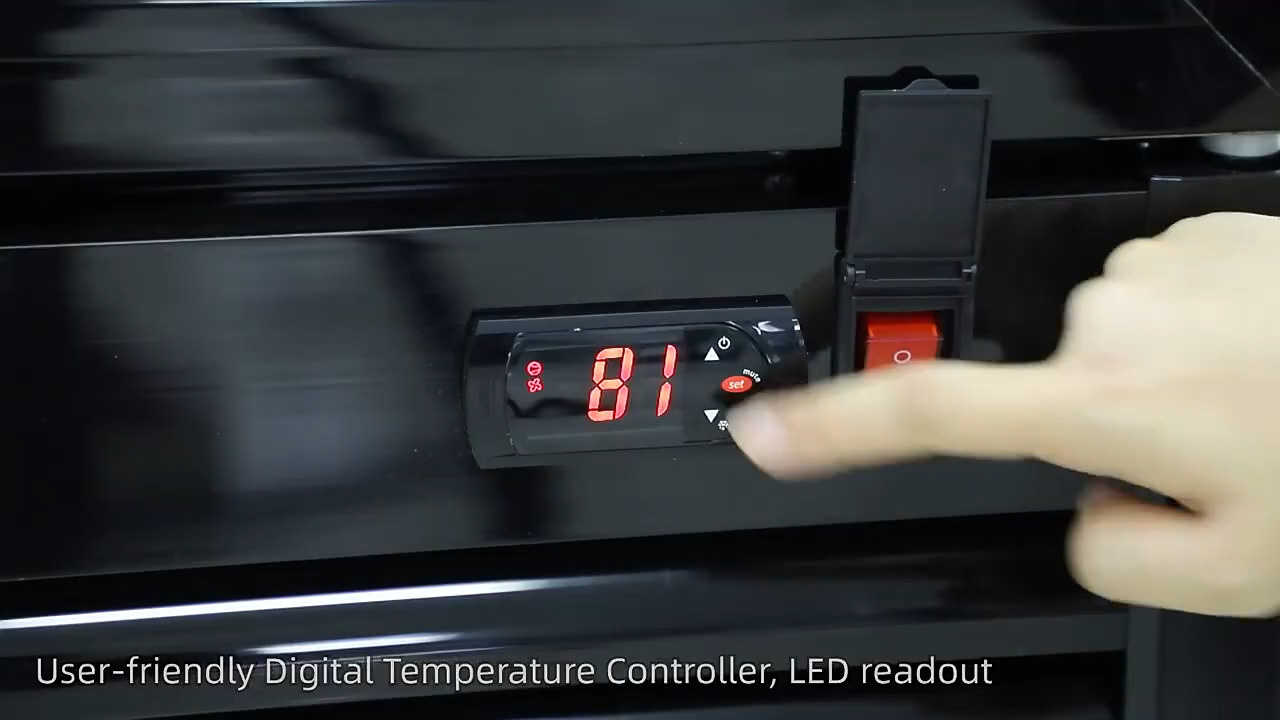 81
mute
set
User-friendly Digital Temperature Controller, LED readout